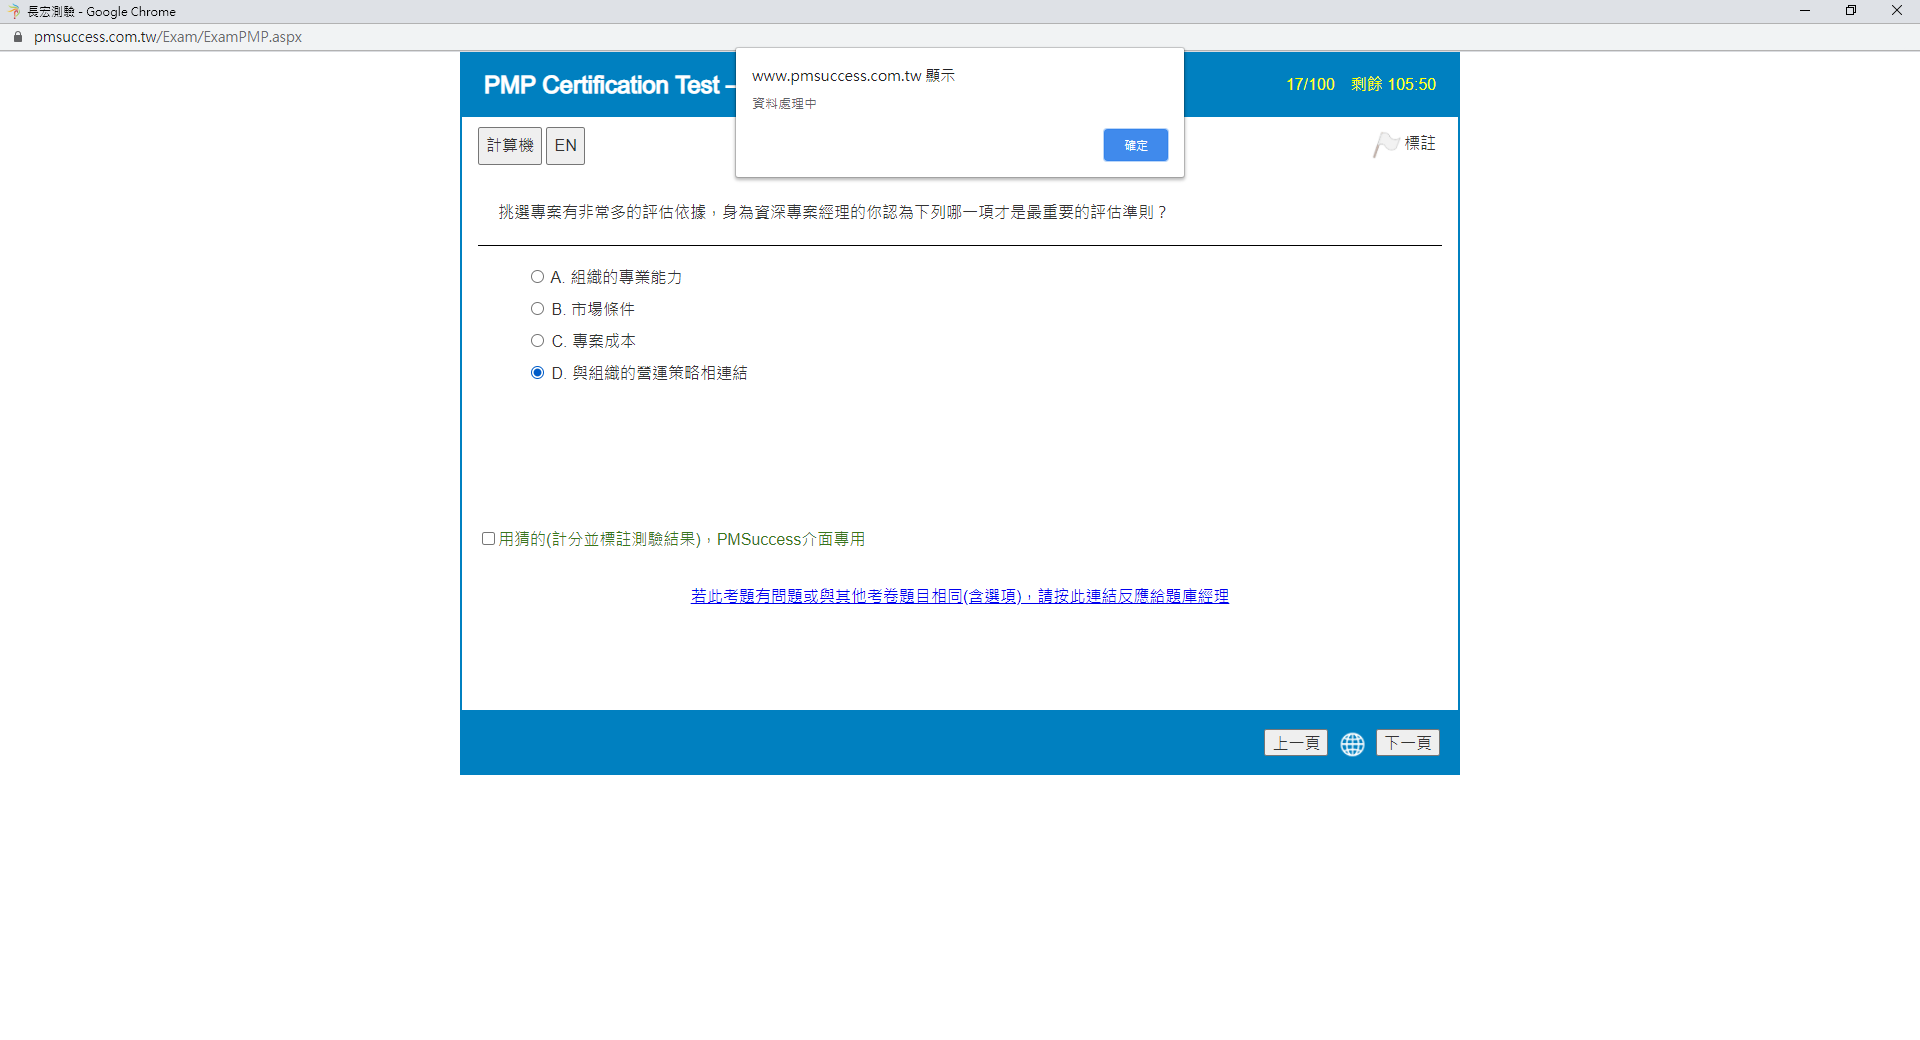 長宏測驗 - Google Chrome
pmsuccess.com.tw/Exam/ExamPMP.aspx
PMP Certification Test –
www.pmsuccess.com.tw 顯示
資料處理中
確定
17/100 剩餘 105:50
計算機 EN
標註
挑選專案有非常多的評估依據，身為資深專案經理的你認為下列哪一項才是最重要的評估準則？
A. 組織的專業能力
B. 市場條件
C. 專案成本
D. 與組織的營運策略相連結
用猜的(計分並標註測驗結果)，PMSuccess介面專用
若此考題有問題或與其他考卷題目相同(含選項)，請按此連結反應給題庫經理
上一頁 下一頁